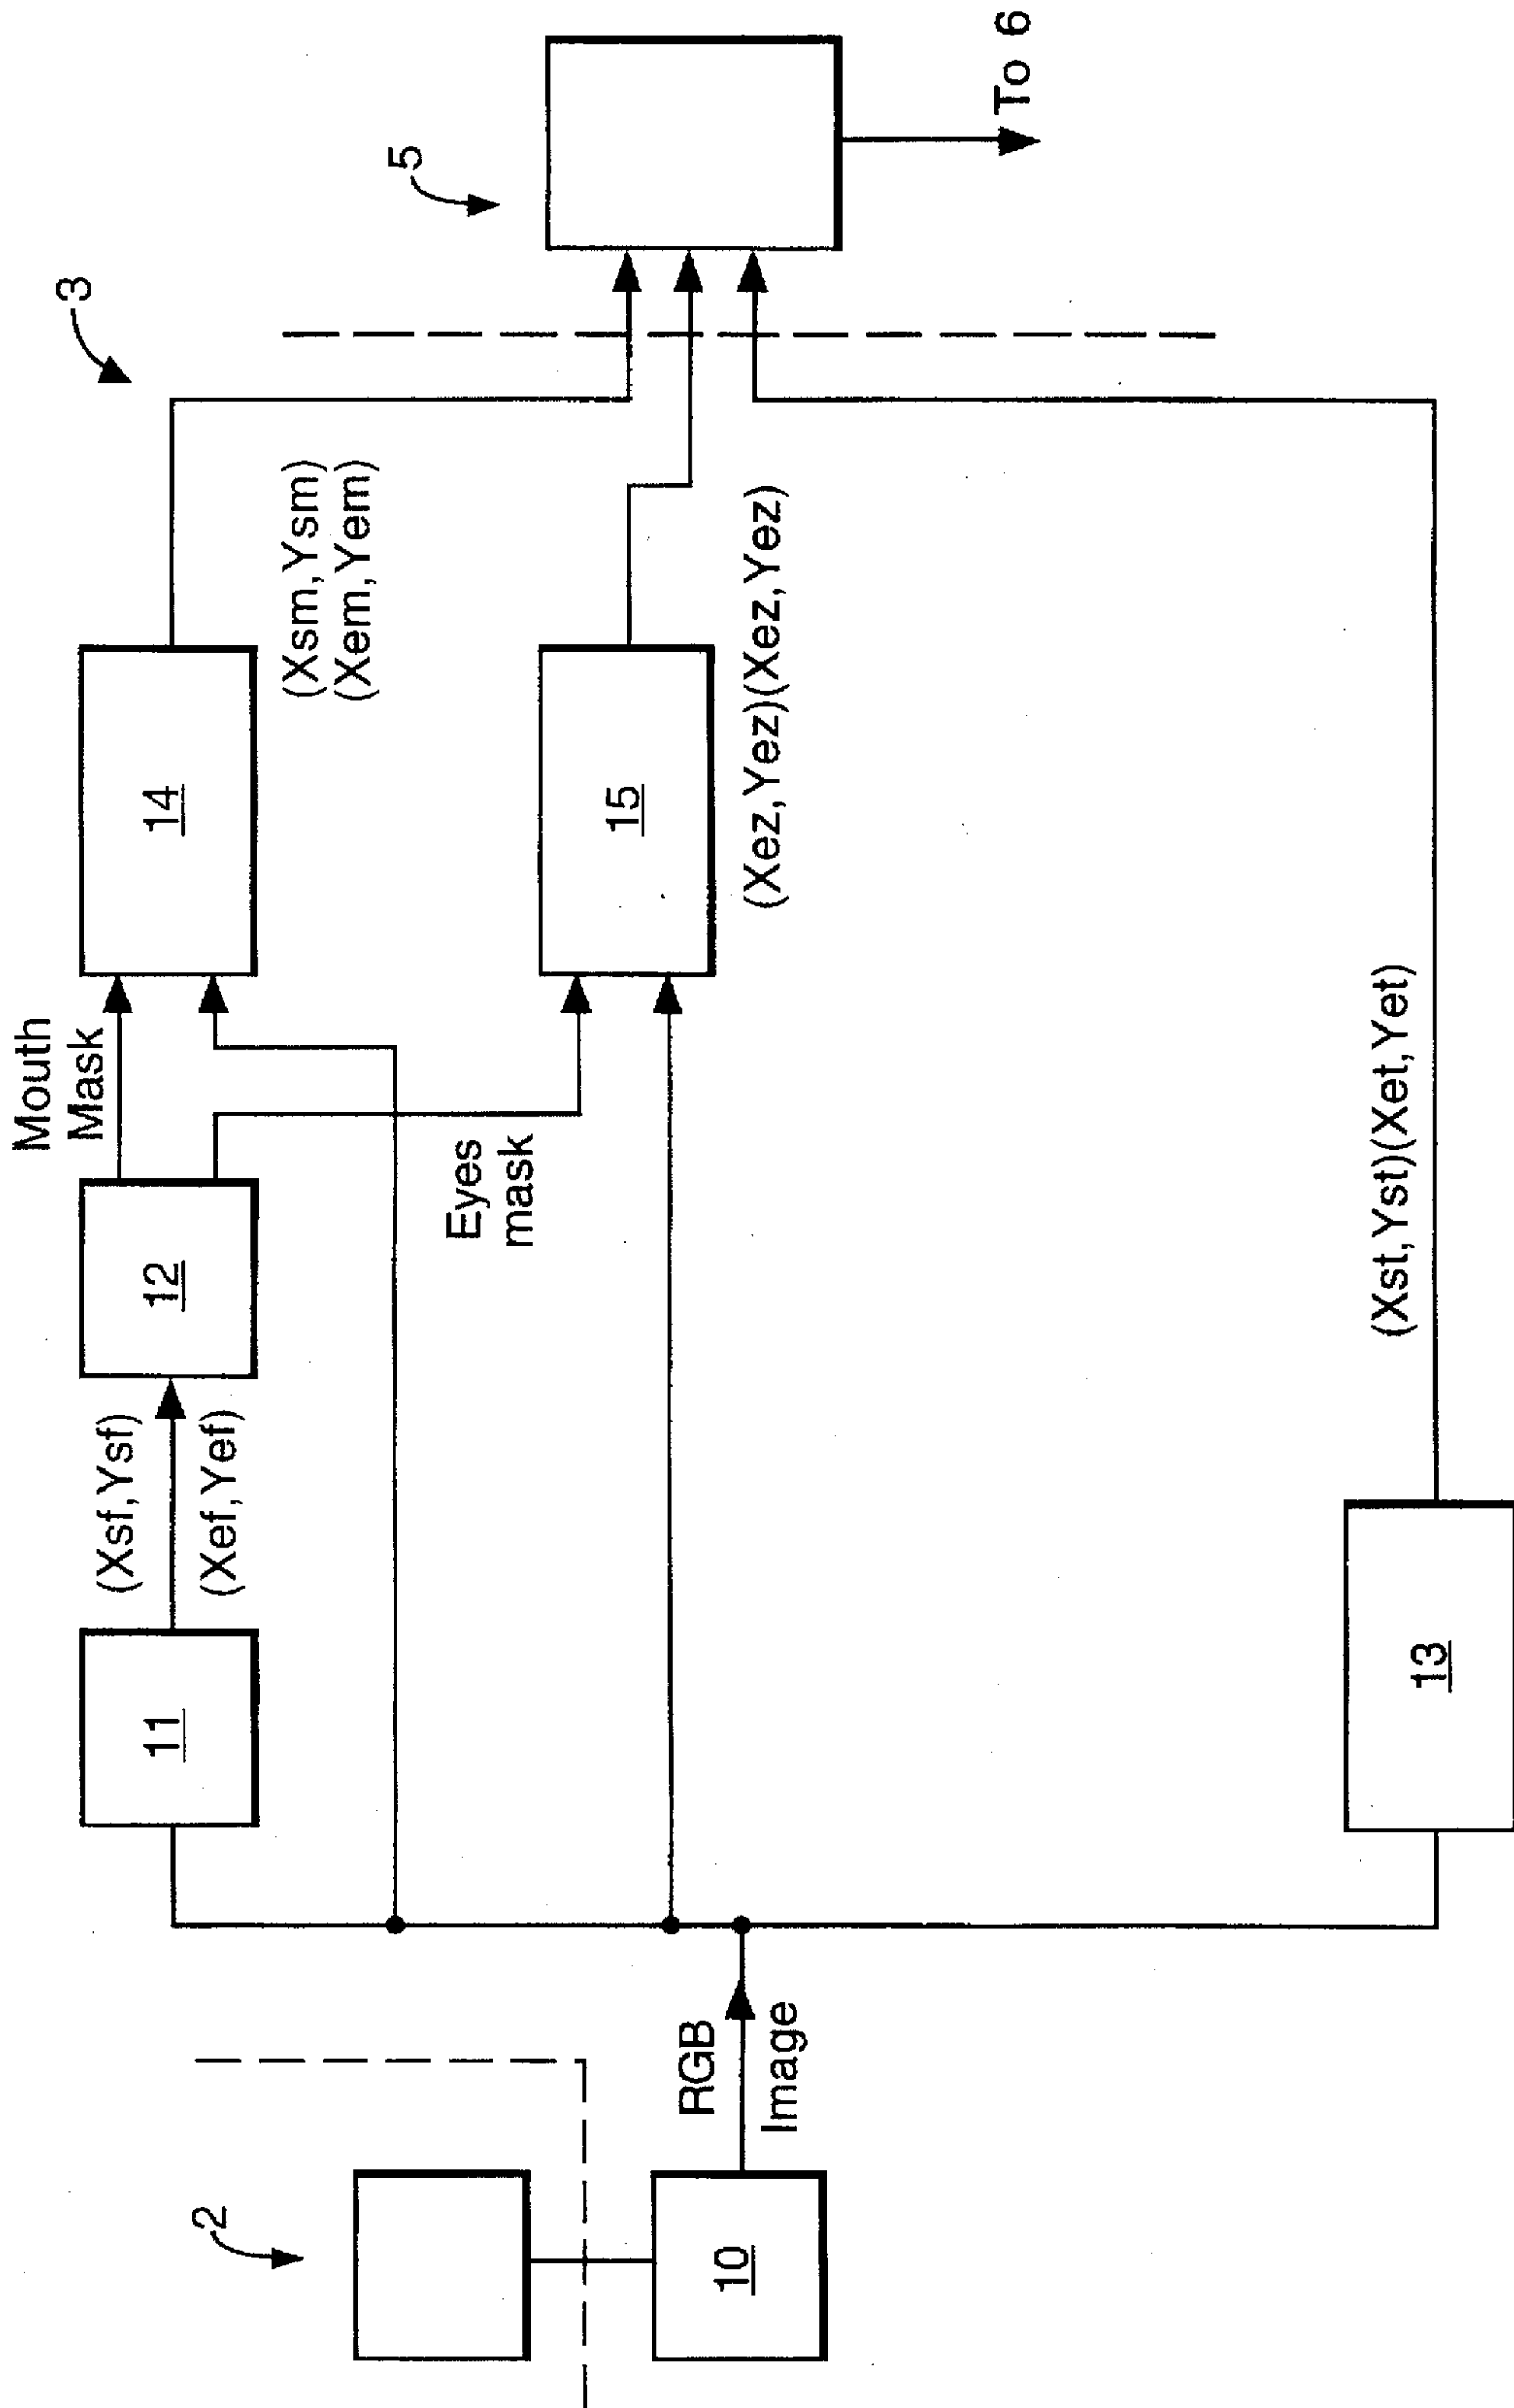 2
10
RGB
Image
11
(Xsf,Ysf)
(Xef,Yef)
12
Mouth
Mask
Eyes
mask
14
(Xsm,Ysm)
(Xem,Yem)
15
(Xez,Yez)(Xez,Yez)
13
(Xst,Yst)(Xet,Yet)
3
5
To 6